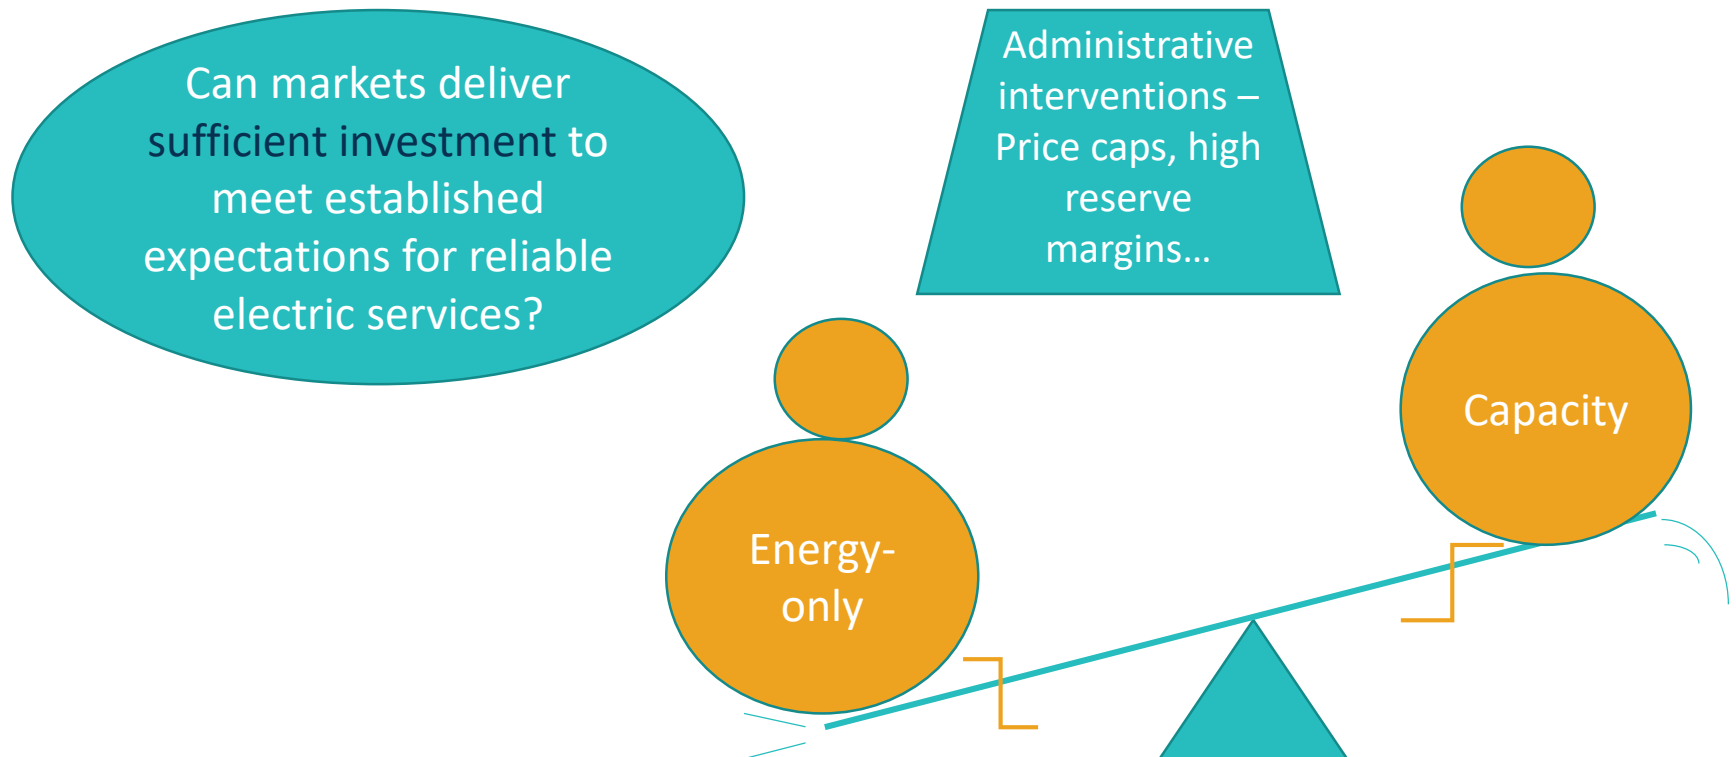 Can markets deliver
sufficient investment to
meet established
expectations for reliable
electric services?
Administrative
interventions –
Price caps, high
reserve
margins…
Capacity
Energy-
only